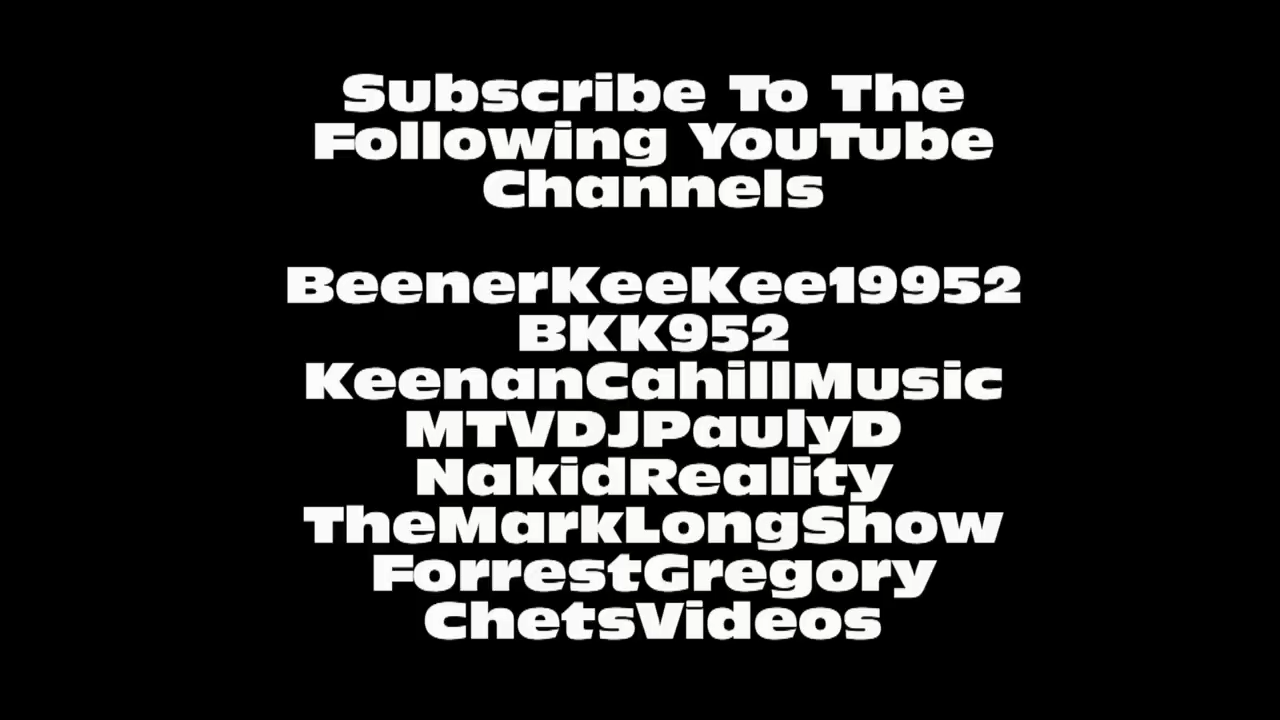 Subscribe To The
Following YouTube
Channels
BeenerKeeKee19952
BKK952
KeenanCahillMusic
MTVDJPaulyD
NakidReality
TheMarkLongShow
ForrestGregory
ChetsVideos